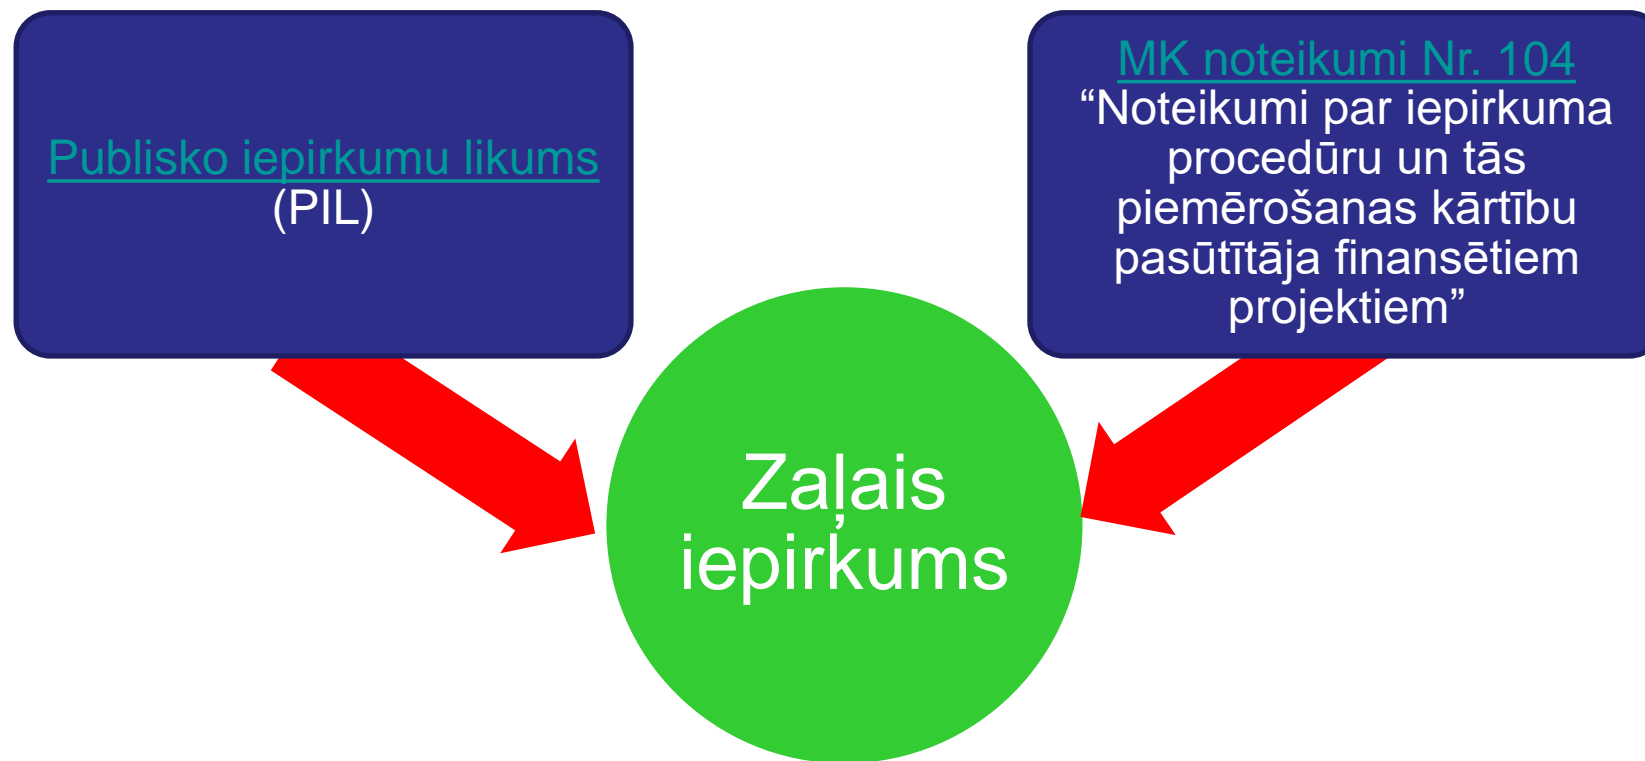 Publisko iepirkumu likums
(PIL)
MK noteikumi Nr. 104
“Noteikumi par iepirkuma
procedūru un tās
piemērošanas kārtību
pasūtītāja finansētiem
projektiem”
Zaļais
iepirkums